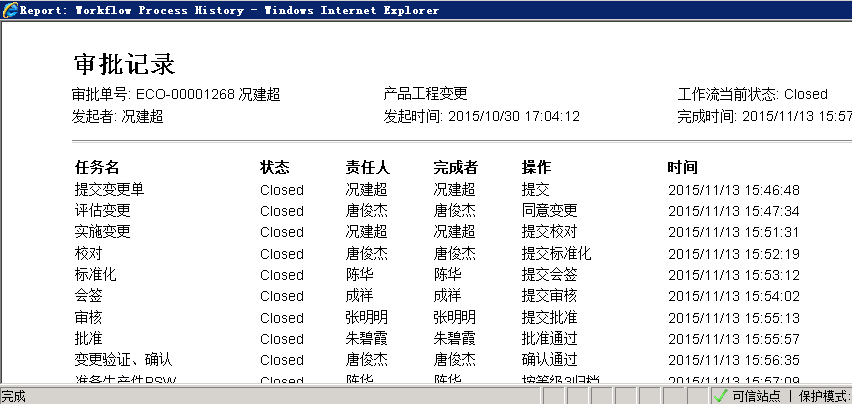 Report: Workflow Process History - Windows Internet Explorer
审批记录
审批单号: ECO-00001268 况建超 产品工程变更 工作流当前状态: Closed
发起者: 况建超 发起时间: 2015/10/30 17:04:12 完成时间: 2015/11/13 15:57
任务名 状态 责任人 完成者 操作 时间
提交变更单 Closed 况建超 况建超 提交 2015/11/13 15:46:48
评估变更 Closed 唐俊杰 唐俊杰 同意变更 2015/11/13 15:47:34
实施变更 Closed 况建超 况建超 提交校对 2015/11/13 15:51:31
校对 Closed 唐俊杰 唐俊杰 提交标准化 2015/11/13 15:52:19
标准化 Closed 陈华 陈华 提交会签 2015/11/13 15:53:12
会签 Closed 成祥 成祥 提交审核 2015/11/13 15:54:02
审核 Closed 张明明 张明明 提交批准 2015/11/13 15:55:13
批准 Closed 朱碧霞 朱碧霞 批准通过 2015/11/13 15:55:57
变更验证、确认 Closed 唐俊杰 唐俊杰 确认通过 2015/11/13 15:56:35
准备生产件PSW Closed 陈华 陈华 按等级3归档 2015/11/13 15:57:09
完成 可信站点 | 保护模式: